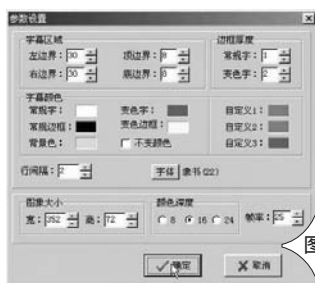 参数设置
字幕区域 边框厚度
左边界：30 顶边界：8 常规字：1
右边界：30 底边界：8 变色字：2
字幕颜色
常规字： 变色字： 自定义1：
常规边框： 变色边框： 自定义2：
背景色： 不变颜色 自定义3：
行间隔：2 字体 隶书(22)
图象大小 颜色深度
宽：352 高：72 8 16 24 帧率：25
确定 取消
图